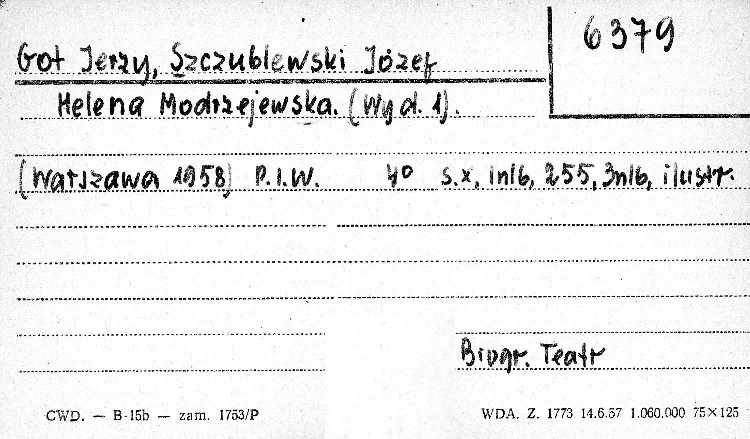 6379
Got Jerzy, Szczublewski Józef
Helena Modrzejewska. (Wyd. 1).
[Warszawa 1958] P.I.W. 4° s.x, 1nlb, 255, 3nlb, ilustr.
Biogr. Teatr
CWD. — B-15b — zam. 1753/P
WDA. Z. 1773 14.6.57 1.060.000 75×125